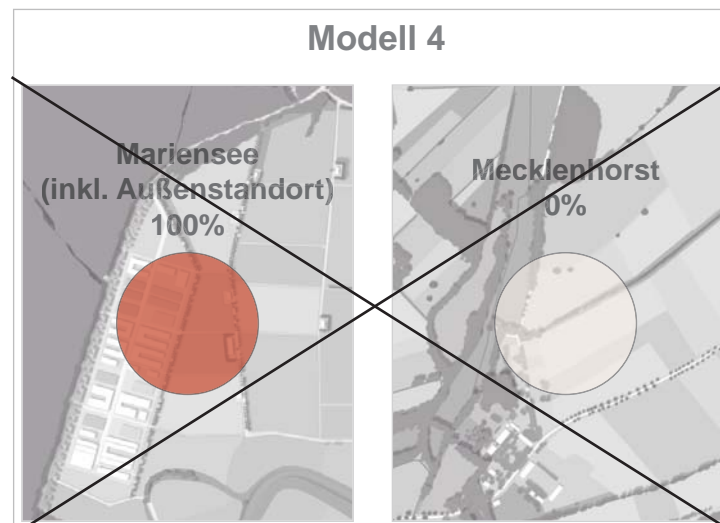 Modell 4
Mariensee
(inkl. Außenstandort)
100%
Mecklenhorst
0%